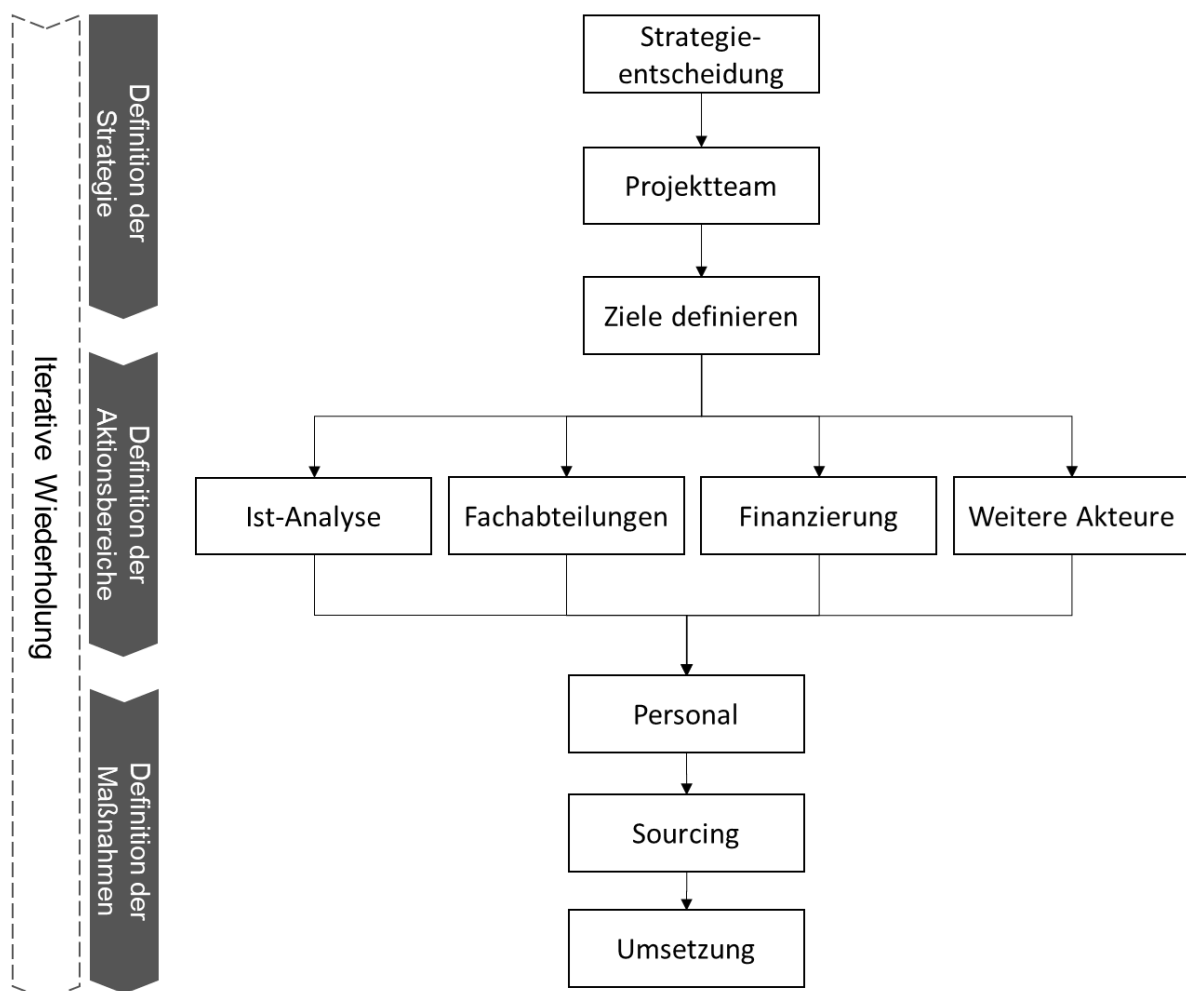 Iterative Wiederholung
Definition der
Strategie
Definition der
Aktionsbereiche
Definition der
Maßnahmen
Strategie-
entscheidung
Projektteam
Ziele definieren
Ist-Analyse
Fachabteilungen
Finanzierung
Weitere Akteure
Personal
Sourcing
Umsetzung